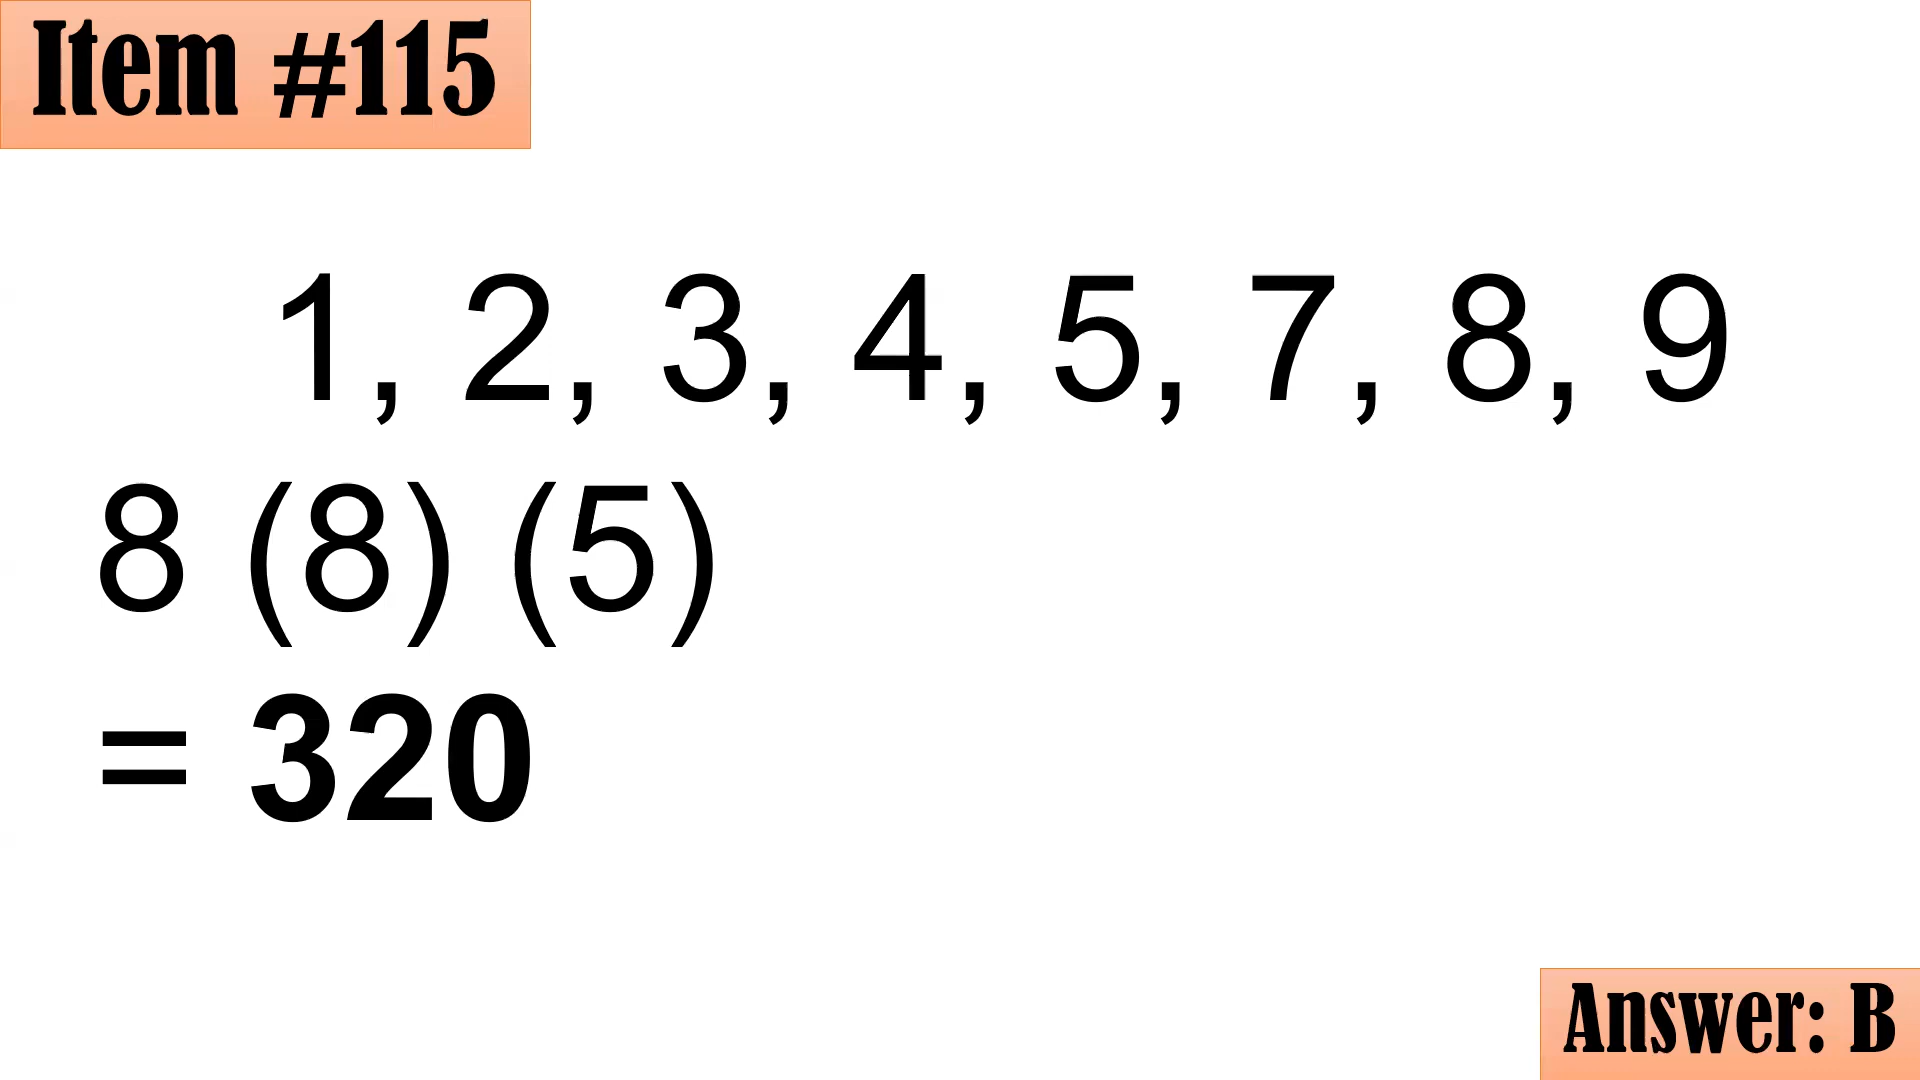 Item #115
1, 2, 3, 4, 5, 7, 8, 9
8 (8) (5)
= 320
Answer: B